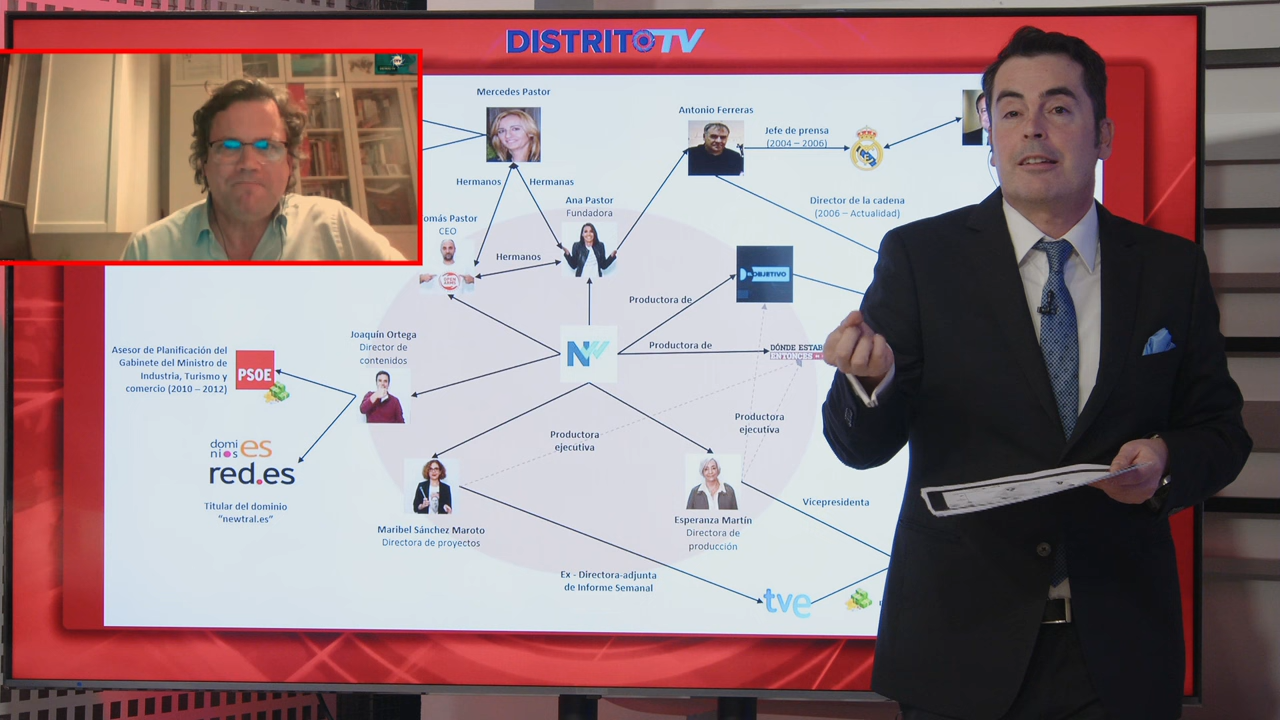 DISTRITOTV
Mercedes Pastor
Antonio Ferreras
Jefe de prensa
(2004 – 2006)
Hermanos
Hermanas
Ana Pastor
Fundadora
Director de la cadena
(2006 – Actualidad)
omás Pastor
CEO
Hermanos
OBJETIVO
Productora de
Productora de
DÓNDE ESTAB
ENTONCES
Joaquín Ortega
Director de
contenidos
Asesor de Planificación del
Gabinete del Ministro de
Industria, Turismo y
comercio (2010 – 2012)
PSOE
N
domi
ni s
es
red.es
Titular del dominio
"newtral.es"
Productora
ejecutiva
Productora
ejecutiva
Maribel Sánchez Maroto
Directora de proyectos
Esperanza Martín
Directora de
producción
Vicepresidenta
Ex - Directora-adjunta
de Informe Semanal
tve